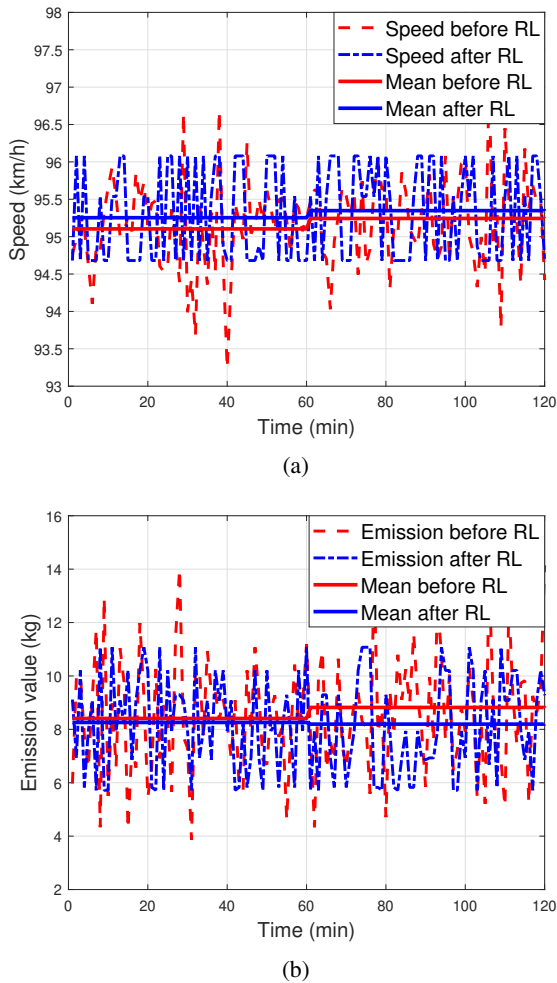 98
97.5
97
96.5
96
95.5
95
94.5
94
93.5
93
Speed (km/h)
Speed before RL
Speed after RL
Mean before RL
Mean after RL
0 20 40 60 80 100 120
Time (min)
(a)
16
14
12
10
8
6
4
2
Emission value (kg)
Emission before RL
Emission after RL
Mean before RL
Mean after RL
0 20 40 60 80 100 120
Time (min)
(b)